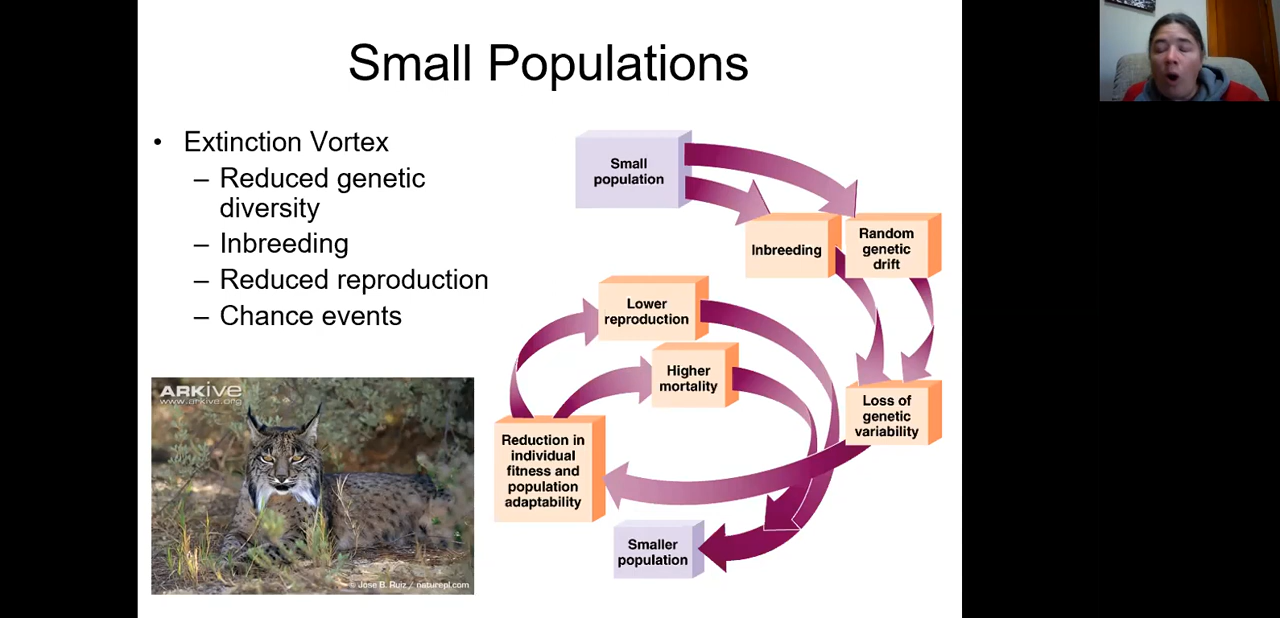 Small Populations
• Extinction Vortex
– Reduced genetic
diversity
– Inbreeding
– Reduced reproduction
– Chance events
Small
population
Inbreeding
Random
genetic
drift
Lower
reproduction
Higher
mortality
Loss of
genetic
variability
Reduction in
individual
fitness and
population
adaptability
Smaller
population
ARKive
www.arkive.org
© Jose B. Ruiz / naturepl.com